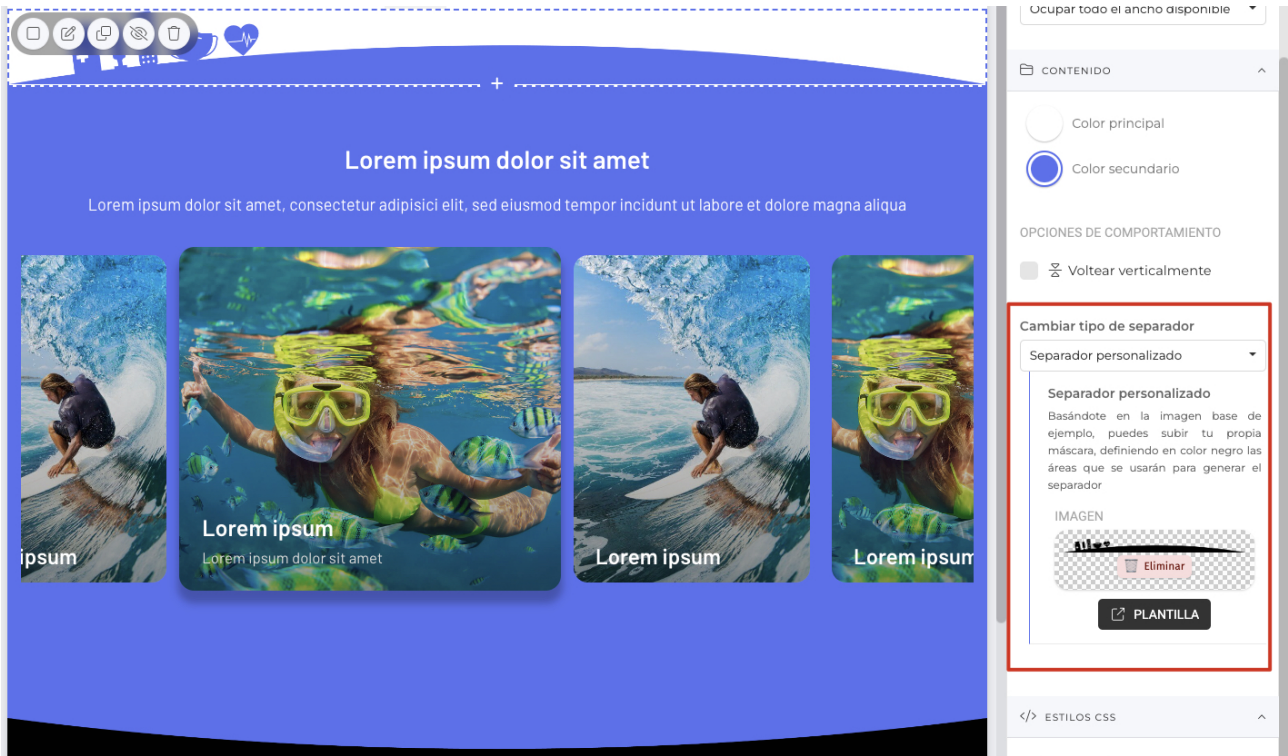 Ocupar todo el ancho disponible
CONTENIDO
Color principal
Color secundario
OPCIONES DE COMPORTAMIENTO
Voltear verticalmente
Cambiar tipo de separador
Separador personalizado
Separador personalizado
Basándote en la imagen base de
ejemplo, puedes subir tu propia
máscara, definiendo en color negro las
áreas que se usarán para generar el
separador
IMAGEN
Eliminar
PLANTILLA
</> ESTILOS CSS
Lorem ipsum dolor sit amet
Lorem ipsum dolor sit amet, consectetur adipisici elit, sed eiusmod tempor incidunt ut labore et dolore magna aliqua
ipsum
Lorem ipsum
Lorem ipsum dolor sit amet
Lorem ipsum
Lorem ipsum